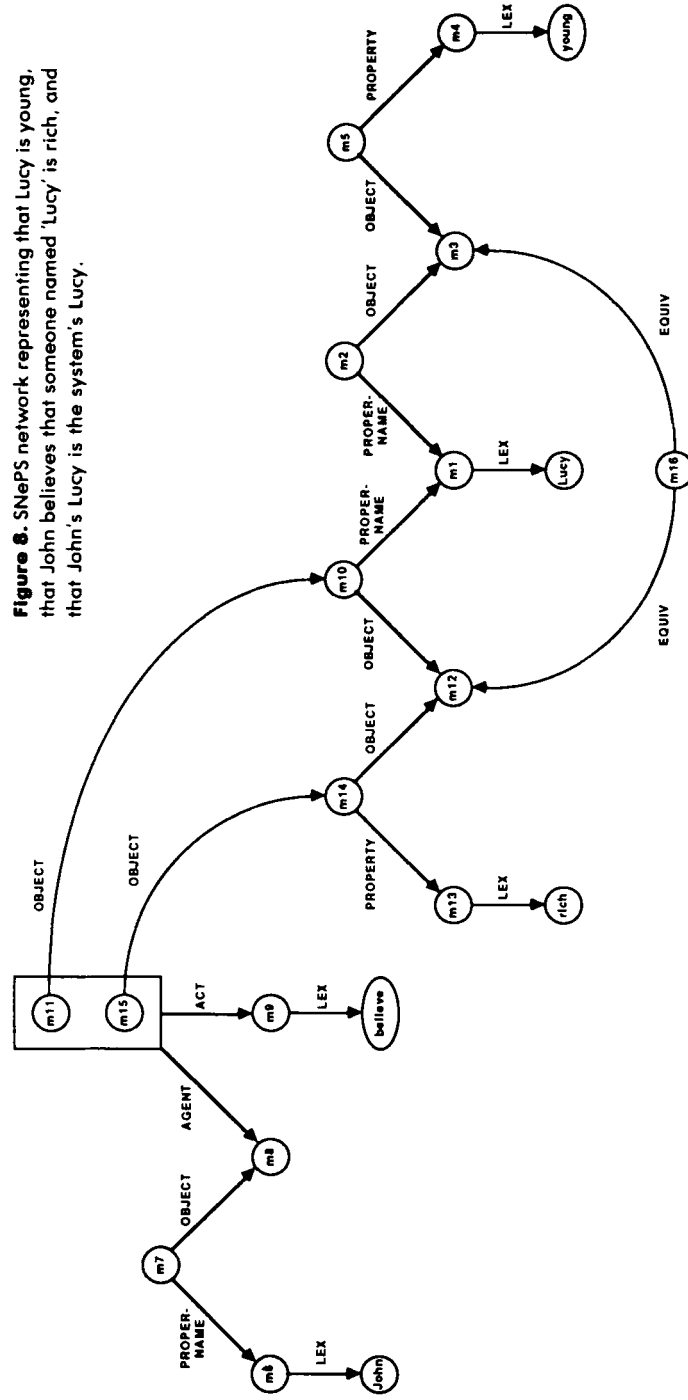 Figure 8. SNePS network representing that Lucy is young,
that John believes that someone named 'Lucy' is rich, and
that John's Lucy is the system's Lucy.
m11
m15
OBJECT
OBJECT
ACT
m9
LEX
believe
AGENT
m8
OBJECT
m7
PROPER-
NAME
m6
LEX
John
m10
PROPER-
NAME
OBJECT
m14
OBJECT
m12
PROPERTY
m13
LEX
rich
m2
PROPER-
NAME
OBJECT
m1
LEX
Lucy
m5
PROPERTY
OBJECT
m4
LEX
young
m3
EQUIV
m16
EQUIV